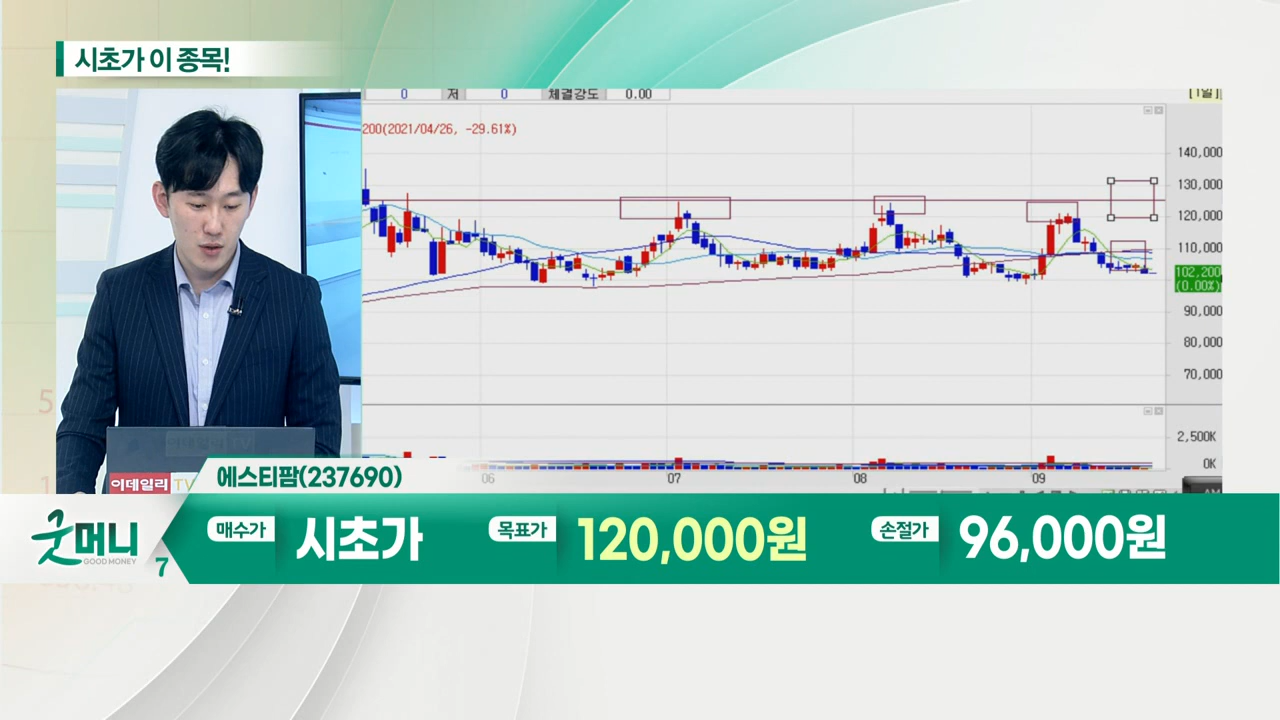 시초가 이 종목!
0 저 0 체결강도 0.00 [1일]
200(2021/04/26, -29.61%)
140,000
130,000
120,000
110,000
102,200
(0.00%)
90,000
80,000
70,000
2,500K
0K
06 07 08 09
이데일리 TV
에스티팜(237690)
매수가 시초가 목표가 120,000원 손절가 96,000원
굿머니
GOOD MONEY
7